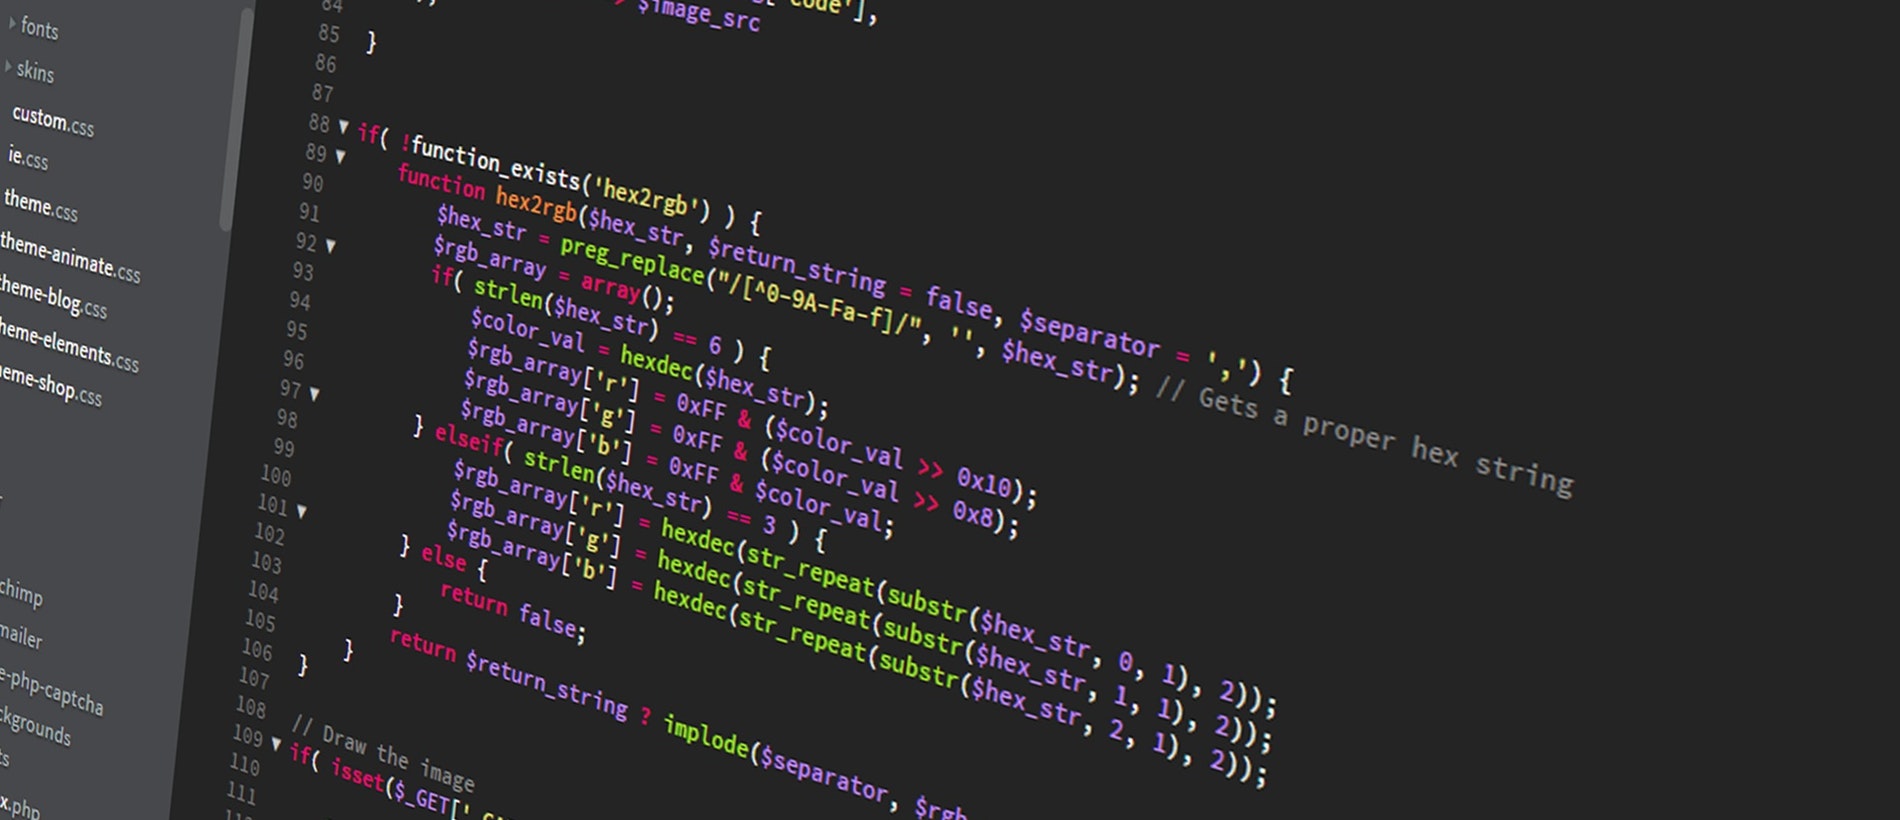 fonts
skins
custom.css
ie.css
theme.css
theme-animate.css
theme-blog.css
theme-elements.css
theme-shop.css
chimp
mailer
e-php-captcha
ckgrounds
ts
x.php
84
85
86
87
88
89
90
91
92
93
94
95
96
97
98
99
100
101
102
103
104
105
106
107
108
109
110
111
code'],
$image_src
}
if( !function_exists('hex2rgb') ) {
function hex2rgb($hex_str, $return_string = false, $separator = ',') {
$hex_str = preg_replace("/[^0-9A-Fa-f]/", '', $hex_str); // Gets a proper hex string
$rgb_array = array();
if( strlen($hex_str) == 6 ) {
$color_val = hexdec($hex_str);
$rgb_array['r'] = 0xFF & ($color_val >> 0x10);
$rgb_array['g'] = 0xFF & ($color_val >> 0x8);
$rgb_array['b'] = 0xFF & $color_val;
} elseif( strlen($hex_str) == 3 ) {
$rgb_array['r'] = hexdec(str_repeat(substr($hex_str, 0, 1), 2));
$rgb_array['g'] = hexdec(str_repeat(substr($hex_str, 1, 1), 2));
$rgb_array['b'] = hexdec(str_repeat(substr($hex_str, 2, 1), 2));
} else {
return false;
}
return $return_string ? implode($separator, $rgb
}
}
// Draw the image
if( isset($_GET['